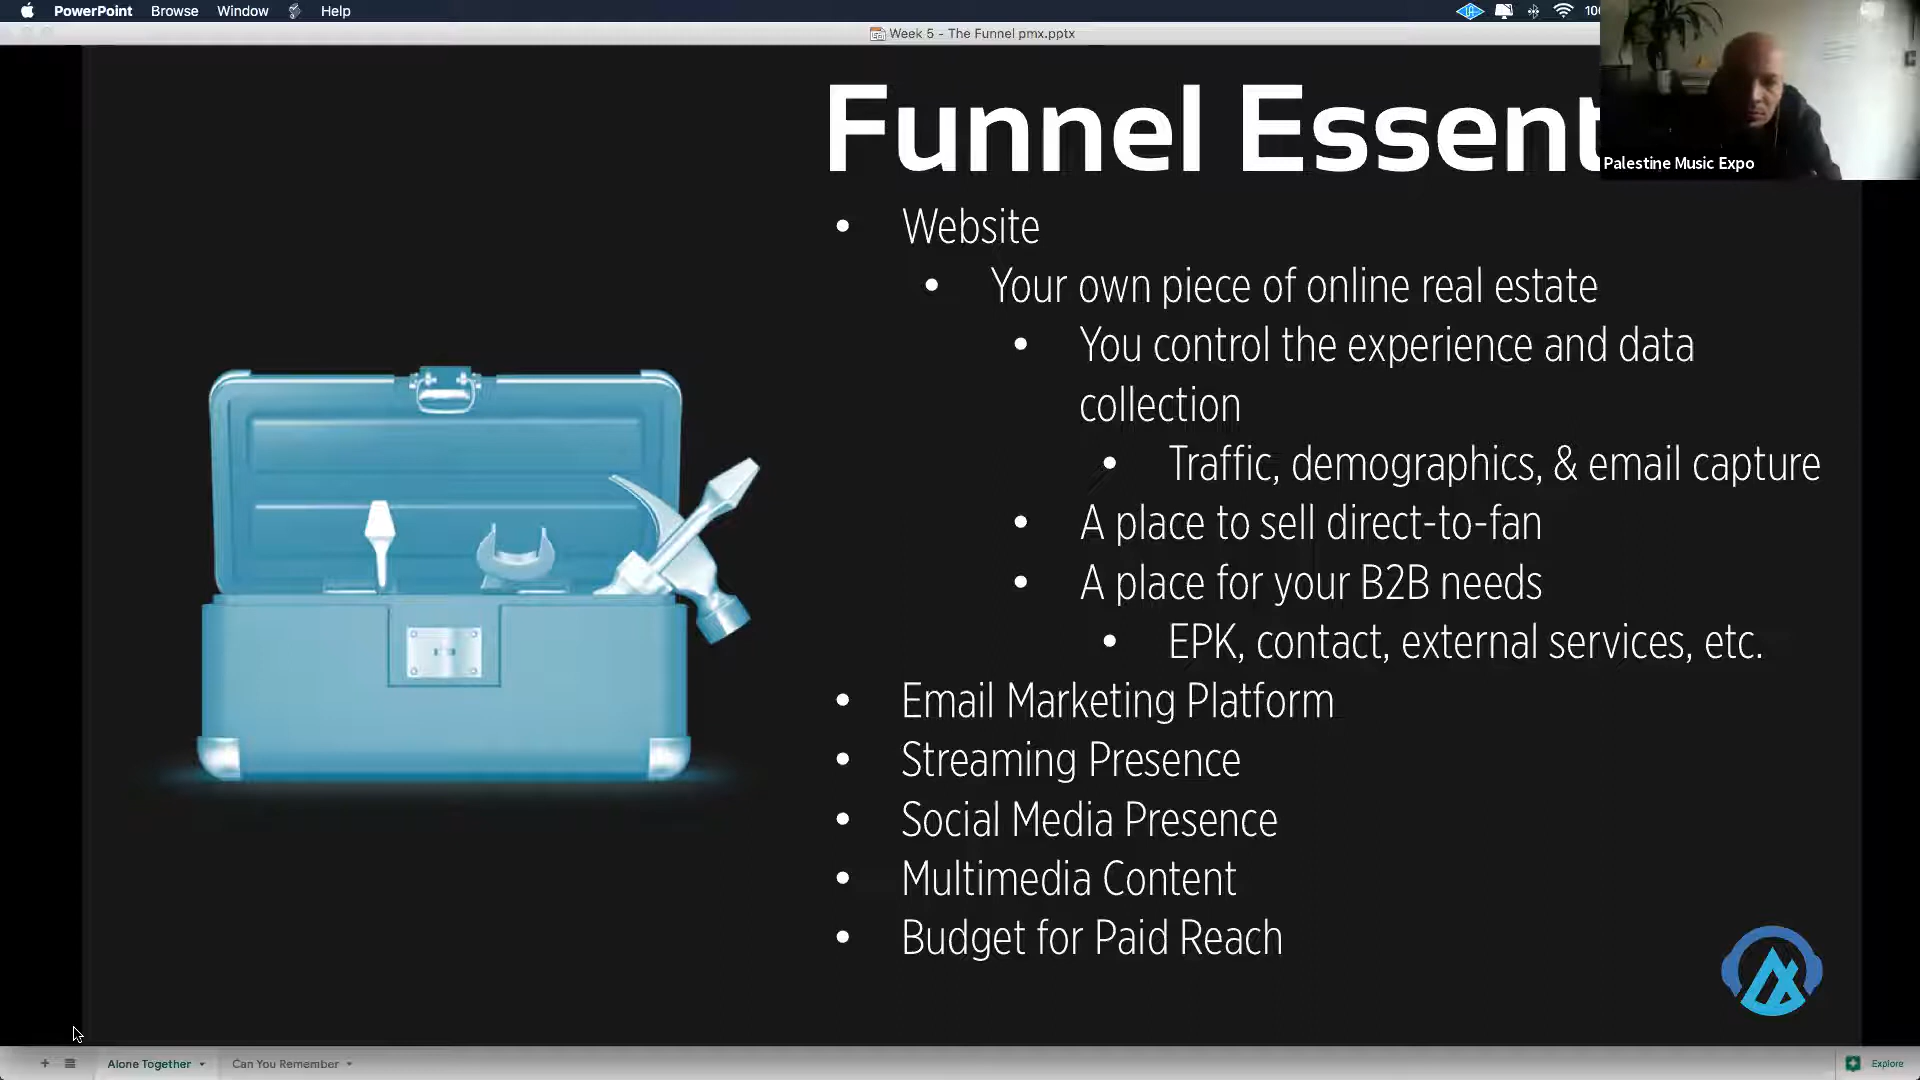 PowerPoint Browse Window Help
Week 5 - The Funnel pmx.pptx
Funnel Essent
Palestine Music Expo
• Website
• Your own piece of online real estate
• You control the experience and data
collection
• Traffic, demographics, & email capture
• A place to sell direct-to-fan
• A place for your B2B needs
• EPK, contact, external services, etc.
• Email Marketing Platform
• Streaming Presence
• Social Media Presence
• Multimedia Content
• Budget for Paid Reach
Alone Together Can You Remember Explore